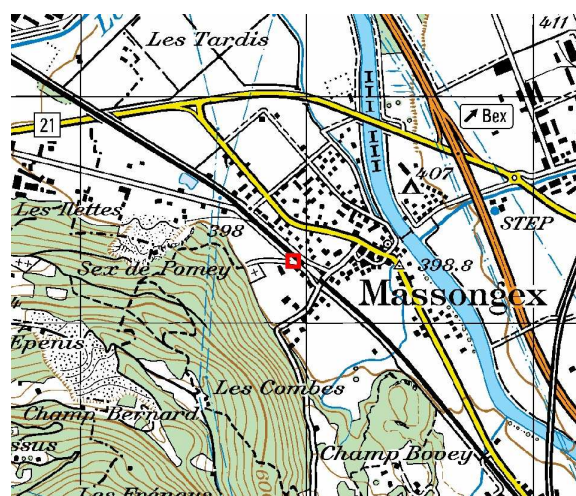 411
Les Tardis
21
Bex
407
Les Ilettes
398
STEP
Sex de Pomey
398.8
Massongex
Epenis
Les Combes
Champ Bernard
Champ Bovey